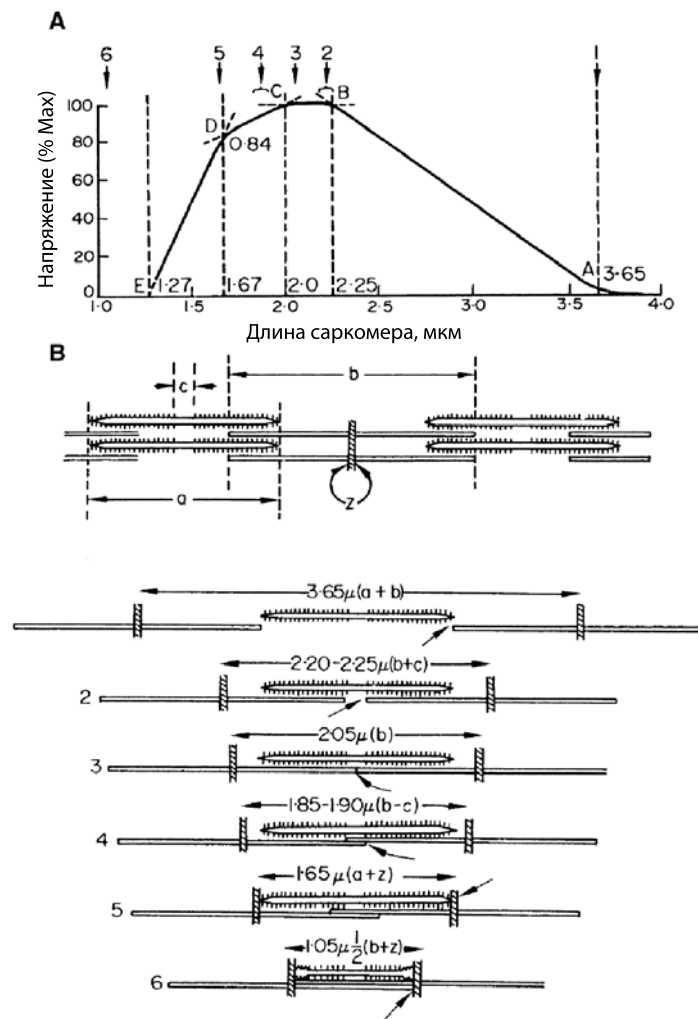 A
6 5 4 3 2 1
Напряжение (% Max)
100
80
60
40
20
0
D
C
B
A
E
0·84
1·27
1·67
2·0
2·25
3·65
1·0 1·5 2·0 2·5 3·0 3·5 4·0
Длина саркомера, мкм
B
c
b
a
z
3·65μ(a+b)
2·20-2·25μ(b+c)
2
2·05μ(b)
3
1·85-1·90μ(b-c)
4
1·65μ(a+z)
5
1·05μ 1/2(b+z)
6